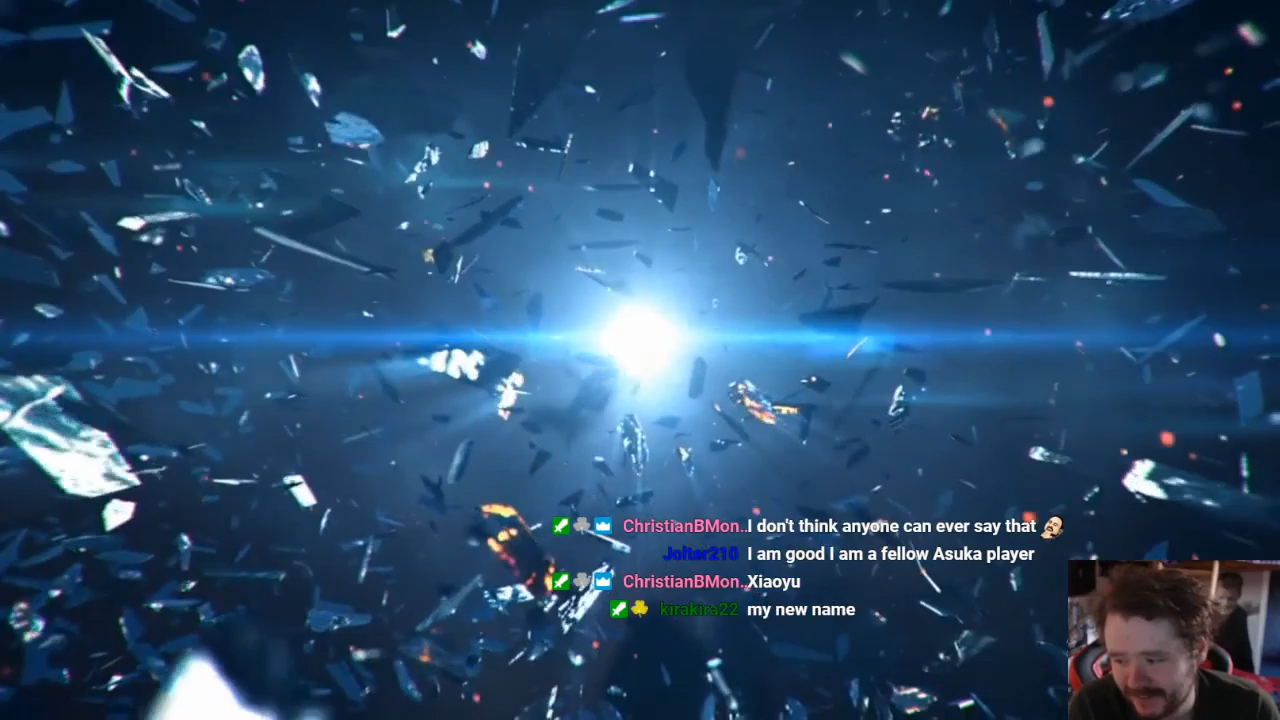 ChristianBMon..I don't think anyone can ever say that
Jolter210 I am good I am a fellow Asuka player
ChristianBMon..Xiaoyu
kirakira22 my new name